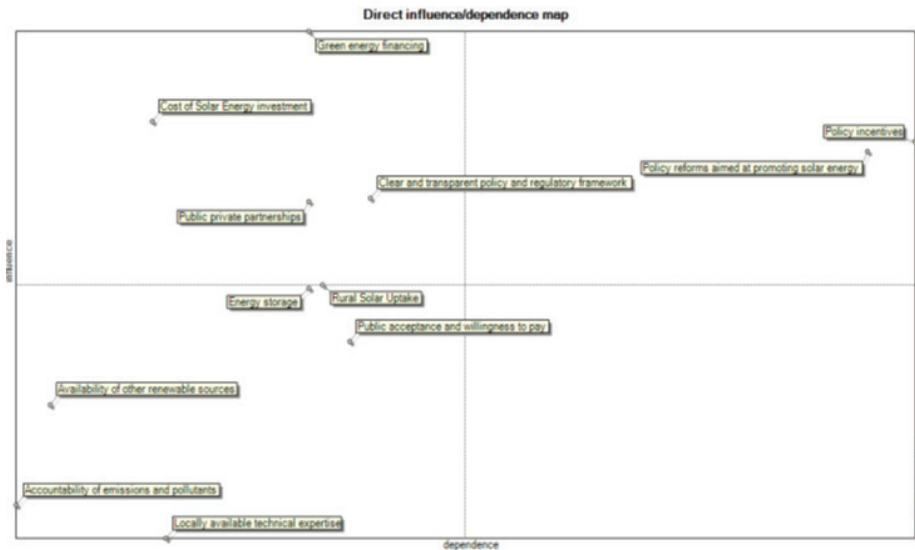 Direct influence/dependence map
Green energy financing
Cost of Solar Energy investment
Policy incentives
Policy reforms aimed at promoting solar energy
Clear and transparent policy and regulatory framework
Public private partnerships
influence
Energy storage
Rural Solar Uptake
Public acceptance and willingness to pay
Availability of other renewable sources
Accountability of emissions and pollutants
Locally available technical expertise
dependence